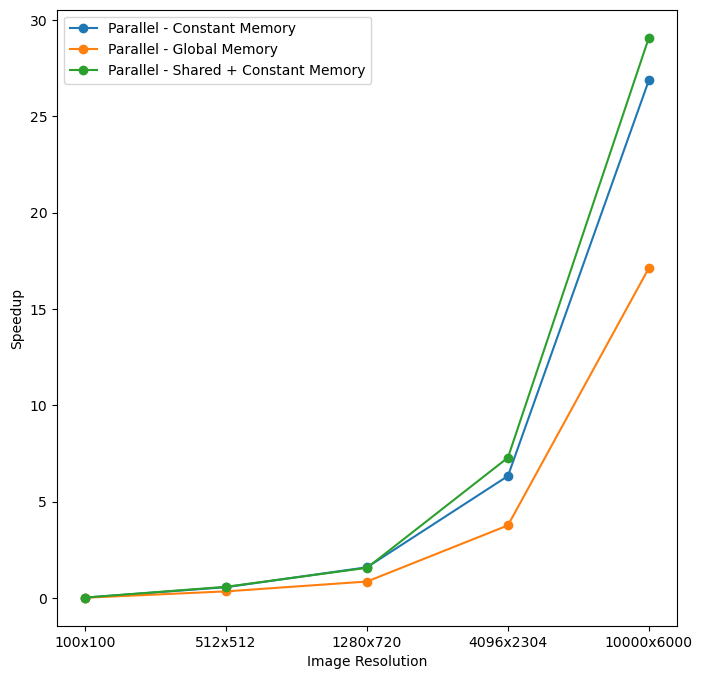 Parallel - Constant Memory
Parallel - Global Memory
Parallel - Shared + Constant Memory
30
25
20
15
10
5
0
Speedup
100x100 512x512 1280x720 4096x2304 10000x6000
Image Resolution